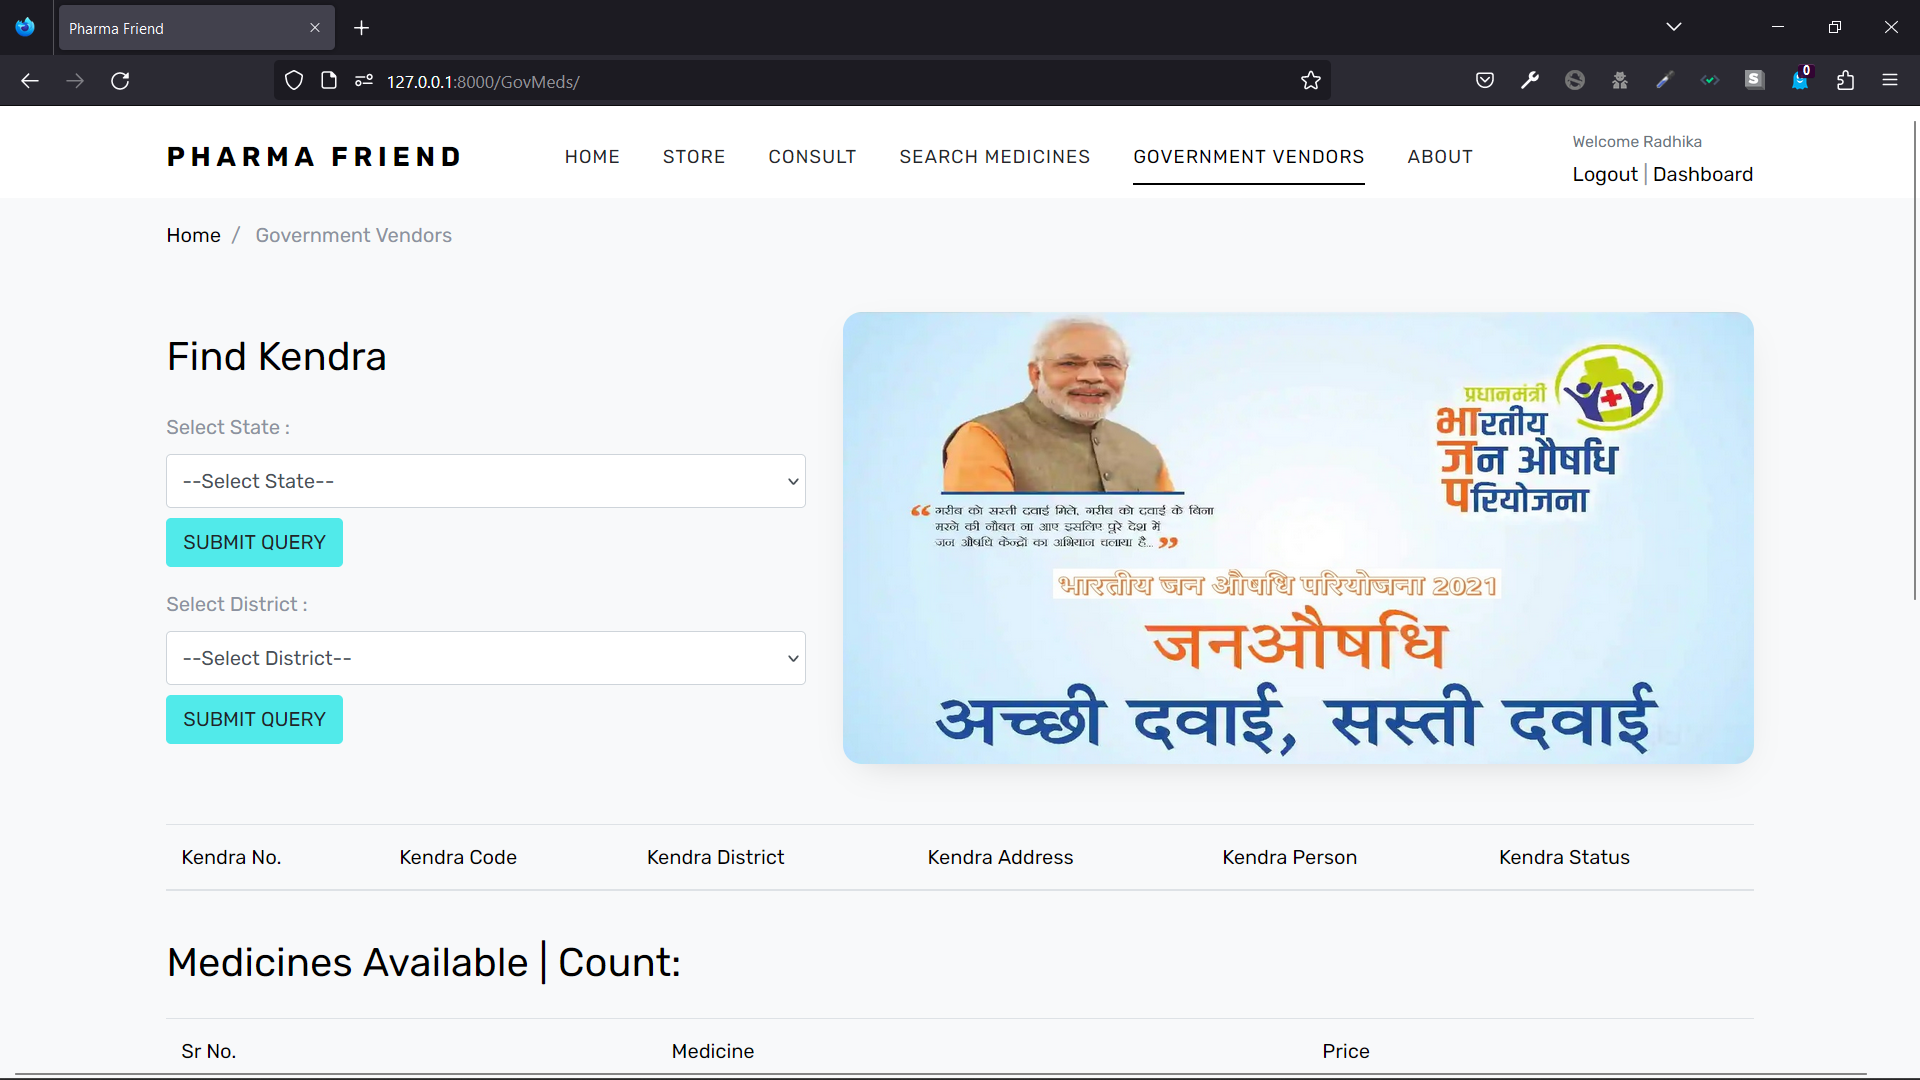 Pharma Friend
127.0.0.1:8000/GovMeds/
S
0
PHARMA FRIEND
HOME
STORE
CONSULT
SEARCH MEDICINES
GOVERNMENT VENDORS
ABOUT
Welcome Radhika
Logout | Dashboard
Home / Government Vendors
Find Kendra
Select State :
--Select State--
SUBMIT QUERY
Select District :
--Select District--
SUBMIT QUERY
प्रधानमंत्री
भारतीय
जन औषधि
परियोजना
“ गरीब को सस्ती दवाई मिले, गरीब को दवाई के बिना
मरने की नौबत ना आए इसलिए पूरे देश में
जन औषधि केन्द्रों का अभियान चलाया है... ”
भारतीय जन औषधि परियोजना 2021
जनऔषधि
अच्छी दवाई, सस्ती दवाई
Kendra No. Kendra Code Kendra District Kendra Address Kendra Person Kendra Status
Medicines Available | Count:
Sr No. Medicine Price